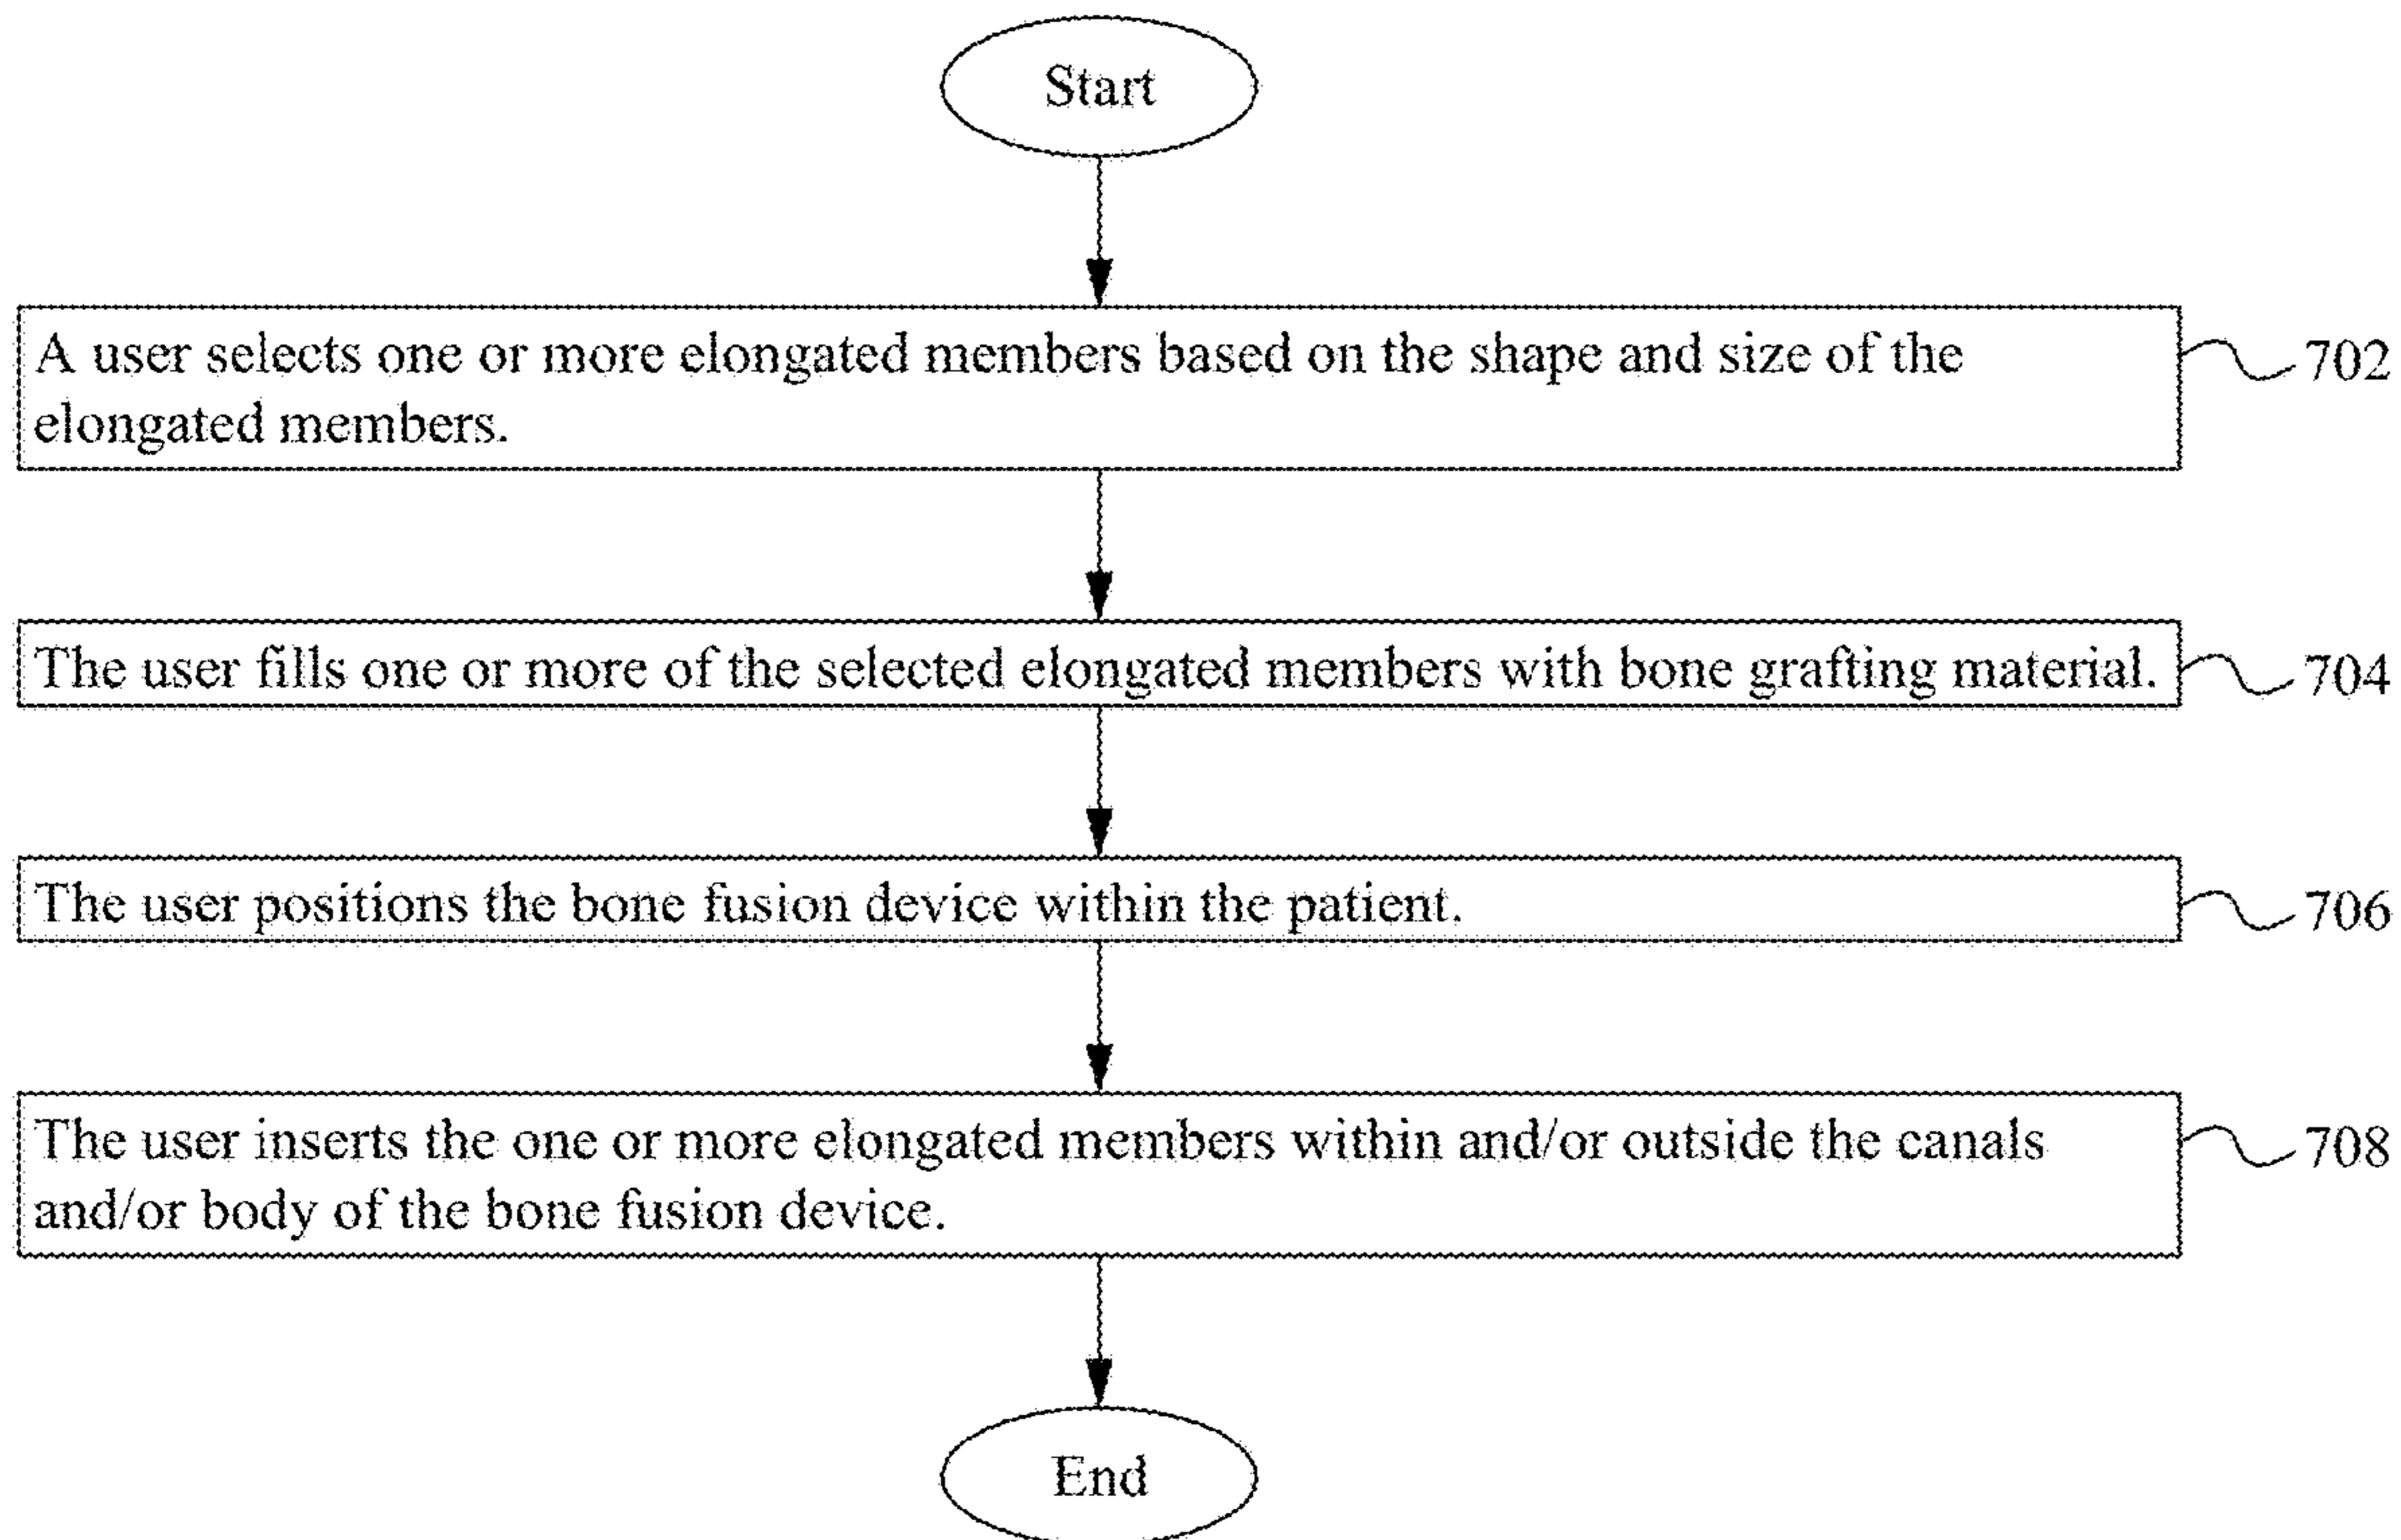 Start
A user selects one or more elongated members based on the shape and size of the
elongated members.
702
The user fills one or more of the selected elongated members with bone grafting material.
704
The user positions the bone fusion device within the patient.
706
The user inserts the one or more elongated members within and/or outside the canals
and/or body of the bone fusion device.
708
End